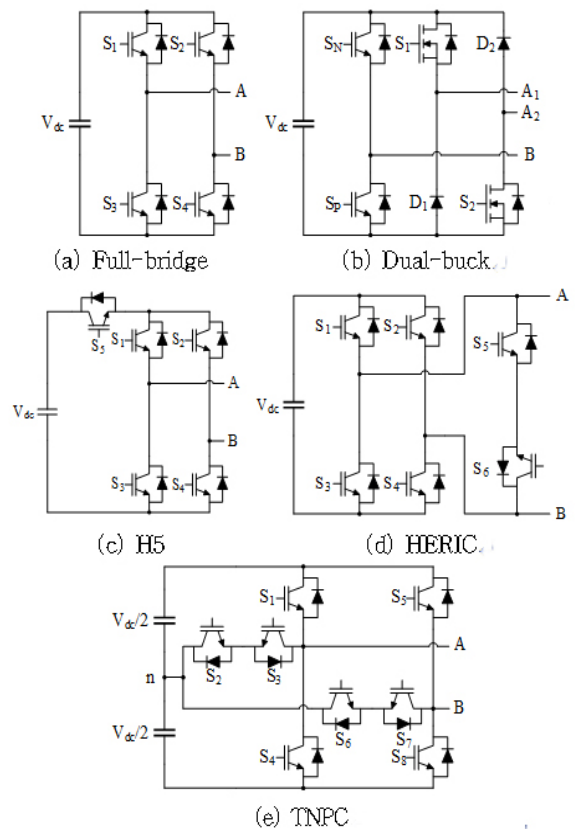 S1 S2
Vdc A
B
S3 S4
(a) Full-bridge
SN S1 D2
A1
Vdc A2
B
SP D1 S2
(b) Dual-buck
S5 S1 S2
A
Vdc
B
S3 S4
(c) H5
A
S1 S2 S5
Vdc
S6
S3 S4
B
(d) HERIC
S1 S5
Vdc/2
A
S2 S3
n
B
Vdc/2 S6 S7
S4 S8
(e) TNPC